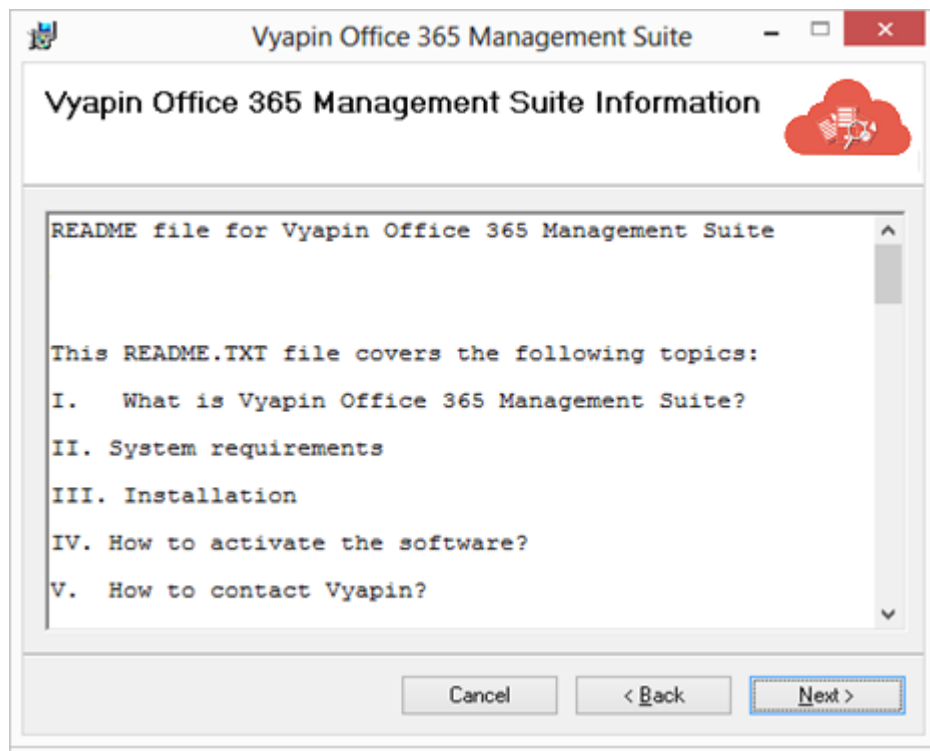 Vyapin Office 365 Management Suite
Vyapin Office 365 Management Suite Information
README file for Vyapin Office 365 Management Suite
This README.TXT file covers the following topics:
I. What is Vyapin Office 365 Management Suite?
II. System requirements
III. Installation
IV. How to activate the software?
V. How to contact Vyapin?
Cancel < Back Next >